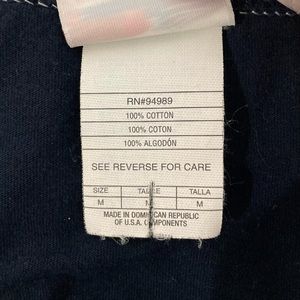 RN#94989
100% COTTON
100% COTON
100% ALGODÓN
SEE REVERSE FOR CARE
SIZE TAILLE TALLA
M M M
MADE IN DOMINICAN REPUBLIC
OF U.S.A. COMPONENTS